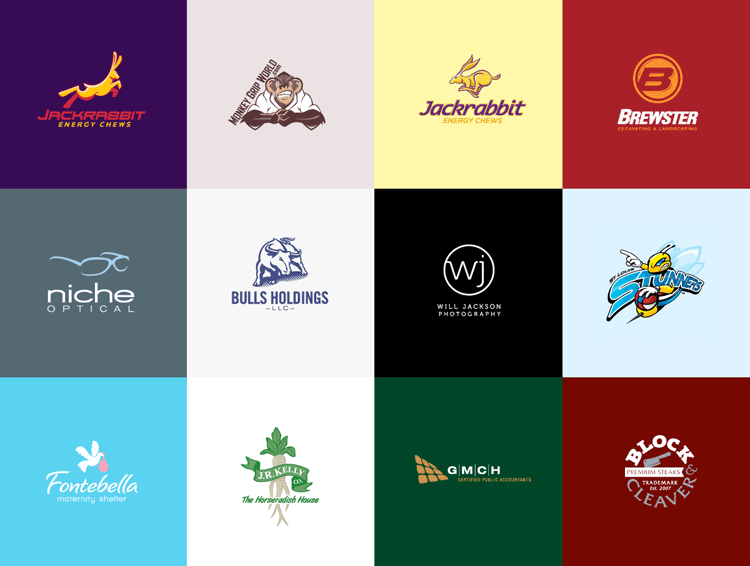 JACKRABBIT
ENERGY CHEWS
MONKEY GRIP WORLD.com
Jackrabbit
ENERGY CHEWS
B
BREWSTER
EXCAVATING & LANDSCAPING
niche
OPTICAL
BULLS HOLDINGS
–LLC–
wj
WILL JACKSON
PHOTOGRAPHY
ST. LOUIS
STUNNERS
Fontebella
maternity shelter
J.R. KELLY
CO.
The Horseradish House
G|M|C|H
CERTIFIED PUBLIC ACCOUNTANTS
BLOCK
&
PREMIUM STEAKS
TRADEMARK
Est. 2007
CLEAVER